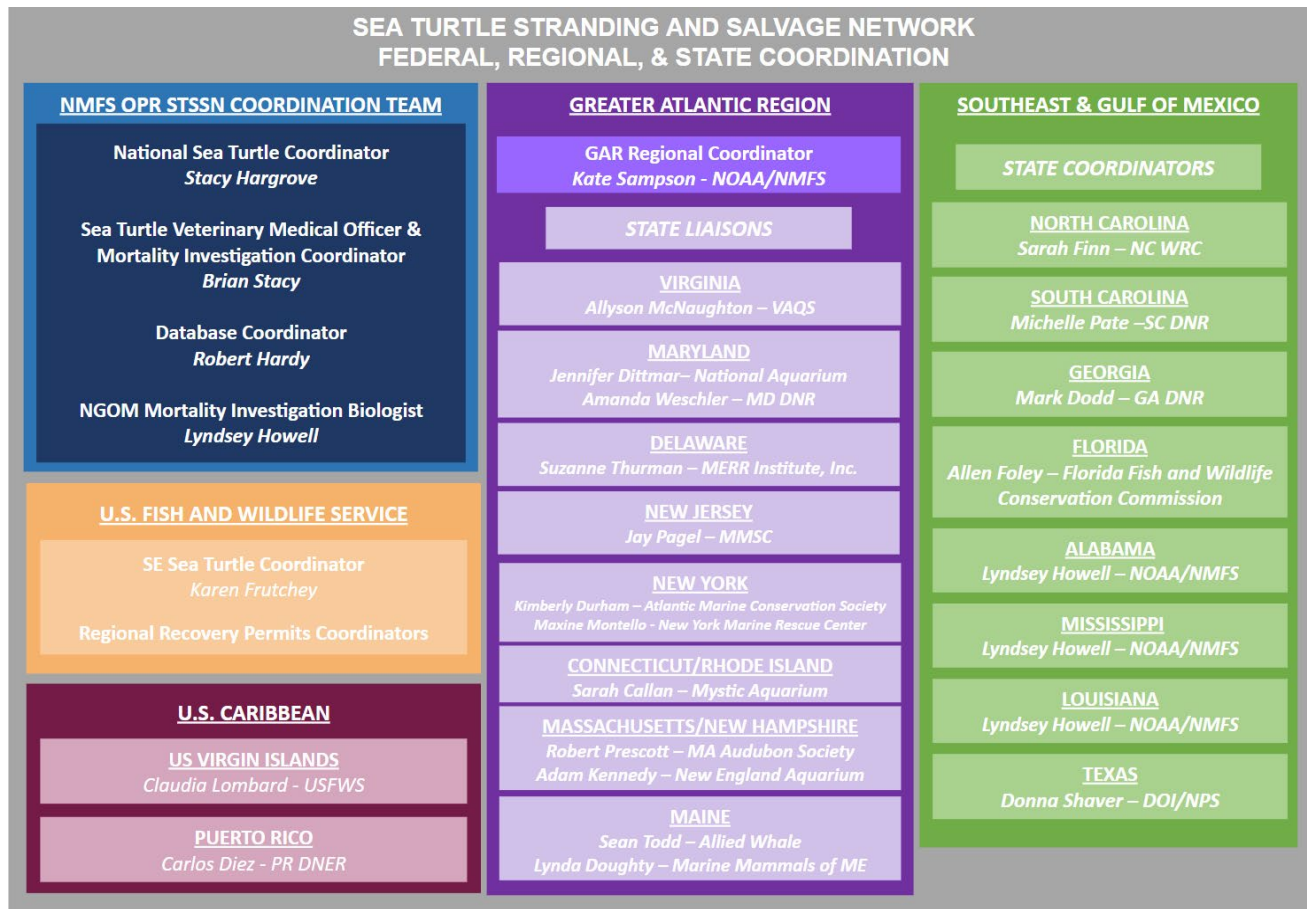 SEA TURTLE STRANDING AND SALVAGE NETWORK
FEDERAL, REGIONAL, & STATE COORDINATION
NMFS OPR STSSN COORDINATION TEAM
National Sea Turtle Coordinator
Stacy Hargrove
Sea Turtle Veterinary Medical Officer &
Mortality Investigation Coordinator
Brian Stacy
Database Coordinator
Robert Hardy
NGOM Mortality Investigation Biologist
Lyndsey Howell
U.S. FISH AND WILDLIFE SERVICE
SE Sea Turtle Coordinator
Karen Frutchey
Regional Recovery Permits Coordinators
U.S. CARIBBEAN
US VIRGIN ISLANDS
Claudia Lombard - USFWS
PUERTO RICO
Carlos Diez - PR DNER
GREATER ATLANTIC REGION
GAR Regional Coordinator
Kate Sampson - NOAA/NMFS
STATE LIAISONS
VIRGINIA
Allyson McNaughton – VAQS
MARYLAND
Jennifer Dittmar– National Aquarium
Amanda Weschler – MD DNR
DELAWARE
Suzanne Thurman – MERR Institute, Inc.
NEW JERSEY
Jay Pagel – MMSC
NEW YORK
Kimberly Durham – Atlantic Marine Conservation Society
Maxine Montello - New York Marine Rescue Center
CONNECTICUT/RHODE ISLAND
Sarah Callan – Mystic Aquarium
MASSACHUSETTS/NEW HAMPSHIRE
Robert Prescott – MA Audubon Society
Adam Kennedy – New England Aquarium
MAINE
Sean Todd – Allied Whale
Lynda Doughty – Marine Mammals of ME
SOUTHEAST & GULF OF MEXICO
STATE COORDINATORS
NORTH CAROLINA
Sarah Finn – NC WRC
SOUTH CAROLINA
Michelle Pate –SC DNR
GEORGIA
Mark Dodd – GA DNR
FLORIDA
Allen Foley – Florida Fish and Wildlife
Conservation Commission
ALABAMA
Lyndsey Howell – NOAA/NMFS
MISSISSIPPI
Lyndsey Howell – NOAA/NMFS
LOUISIANA
Lyndsey Howell – NOAA/NMFS
TEXAS
Donna Shaver – DOI/NPS